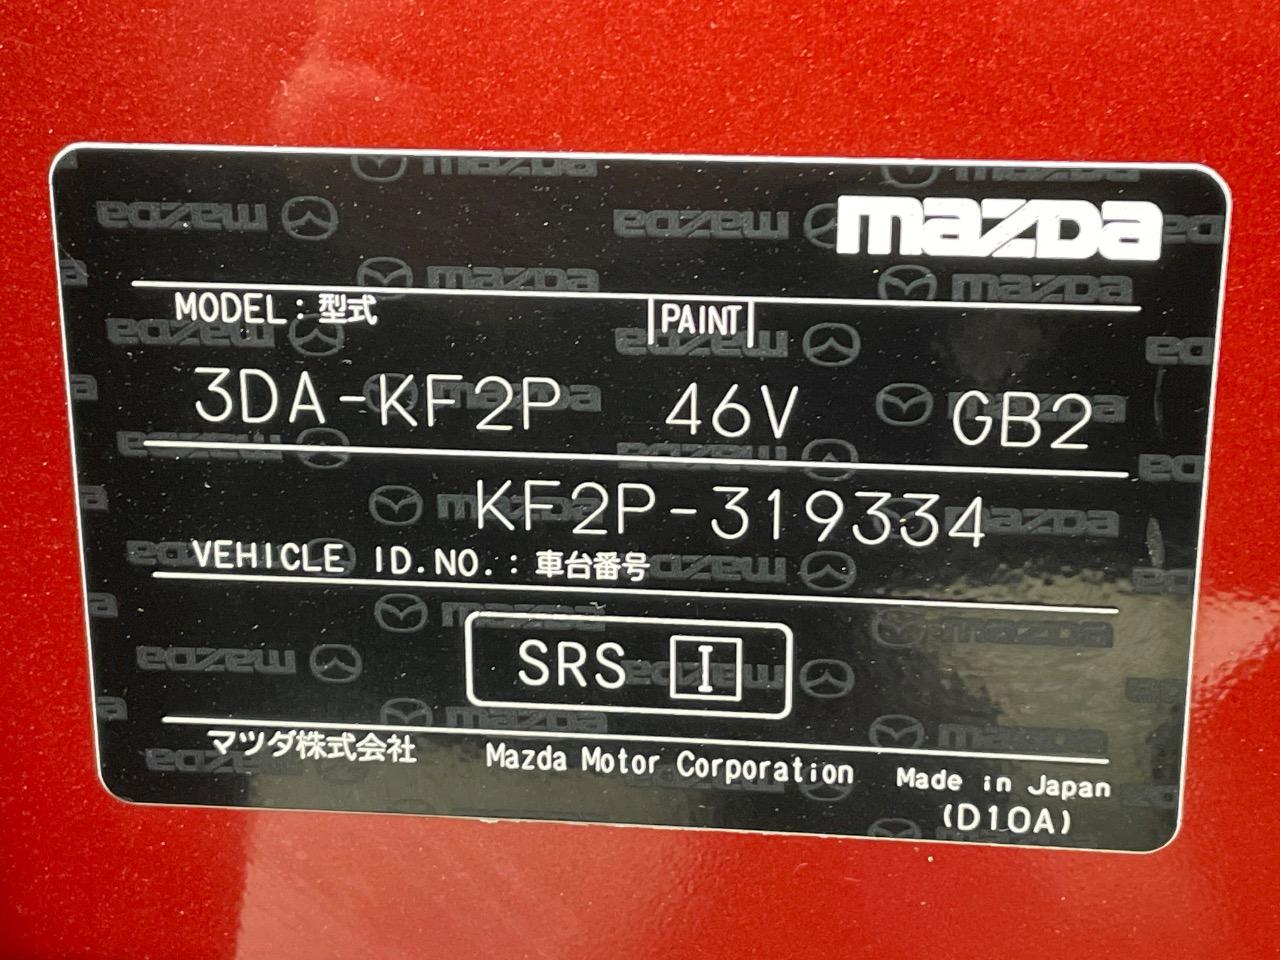 mazda
MODEL：型式 PAINT
3DA-KF2P 46V GB2
KF2P-319334
VEHICLE ID.NO.：車台番号
SRS I
マツダ株式会社 Mazda Motor Corporation Made in Japan
(D10A)